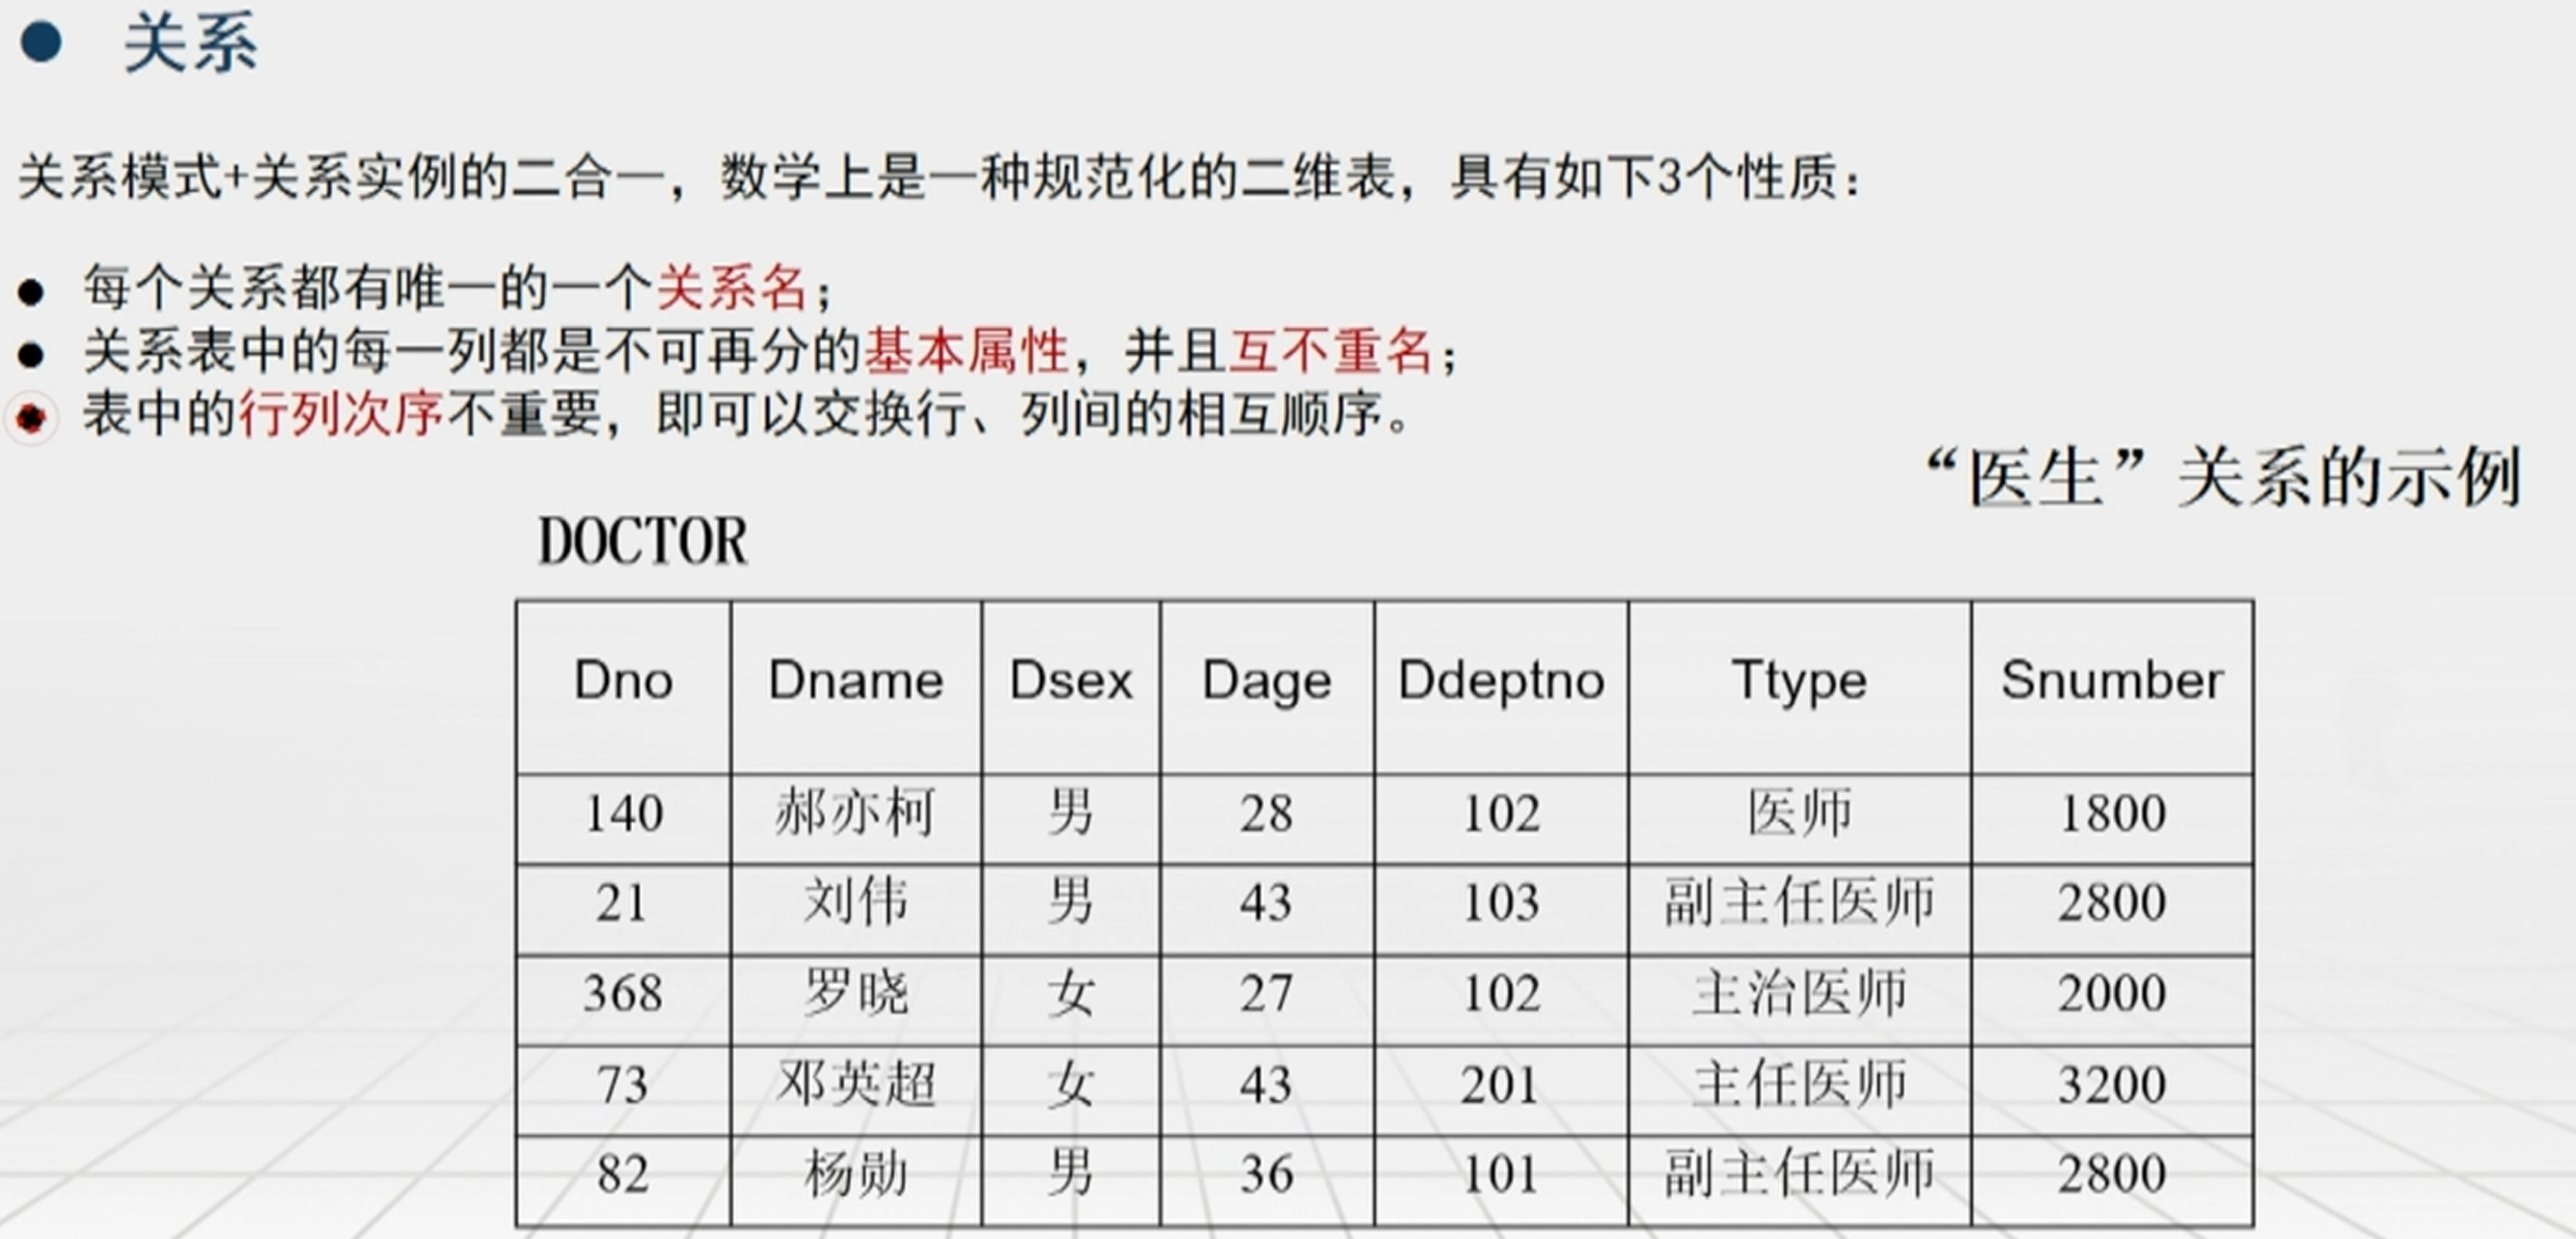 关系
关系模式+关系实例的二合一，数学上是一种规范化的二维表，具有如下3个性质：
每个关系都有唯一的一个关系名；
关系表中的每一列都是不可再分的基本属性，并且互不重名；
表中的行列次序不重要，即可以交换行、列间的相互顺序。
“医生”关系的示例
DOCTOR
Dno Dname Dsex Dage Ddeptno Ttype Snumber
140 郝亦柯 男 28 102 医师 1800
21 刘伟 男 43 103 副主任医师 2800
368 罗晓 女 27 102 主治医师 2000
73 邓英超 女 43 201 主任医师 3200
82 杨勋 男 36 101 副主任医师 2800